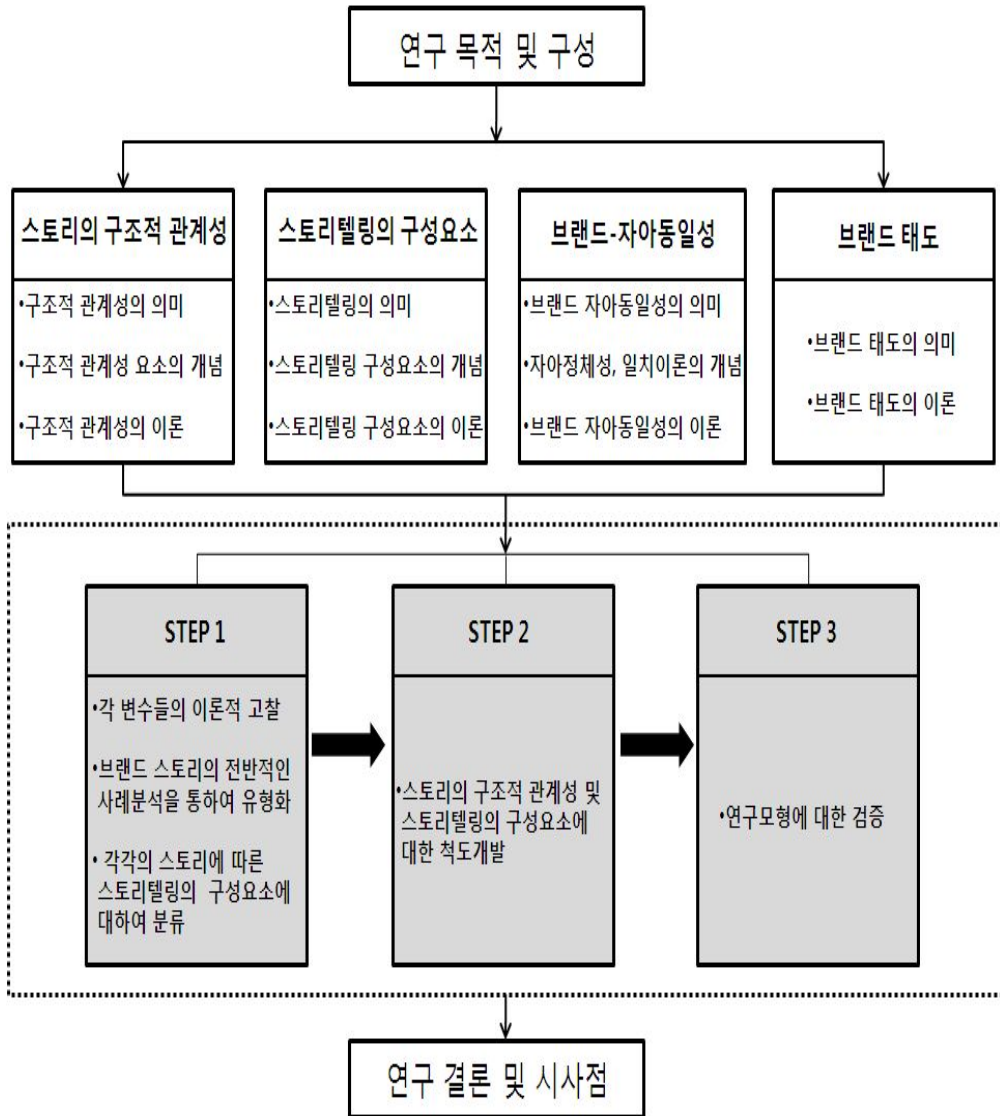 연구 목적 및 구성
스토리의 구조적 관계성
•구조적 관계성의 의미
•구조적 관계성 요소의 개념
•구조적 관계성의 이론
스토리텔링의 구성요소
•스토리텔링의 의미
•스토리텔링 구성요소의 개념
•스토리텔링 구성요소의 이론
브랜드-자아동일성
•브랜드 자아동일성의 의미
•자아정체성, 일치이론의 개념
•브랜드 자아동일성의 이론
브랜드 태도
•브랜드 태도의 의미
•브랜드 태도의 이론
STEP 1
•각 변수들의 이론적 고찰
•브랜드 스토리의 전반적인
사례분석을 통하여 유형화
• 각각의 스토리에 따른
스토리텔링의 구성요소에
대하여 분류
STEP 2
•스토리의 구조적 관계성 및
스토리텔링의 구성요소에
대한 척도개발
STEP 3
•연구모형에 대한 검증
연구 결론 및 시사점